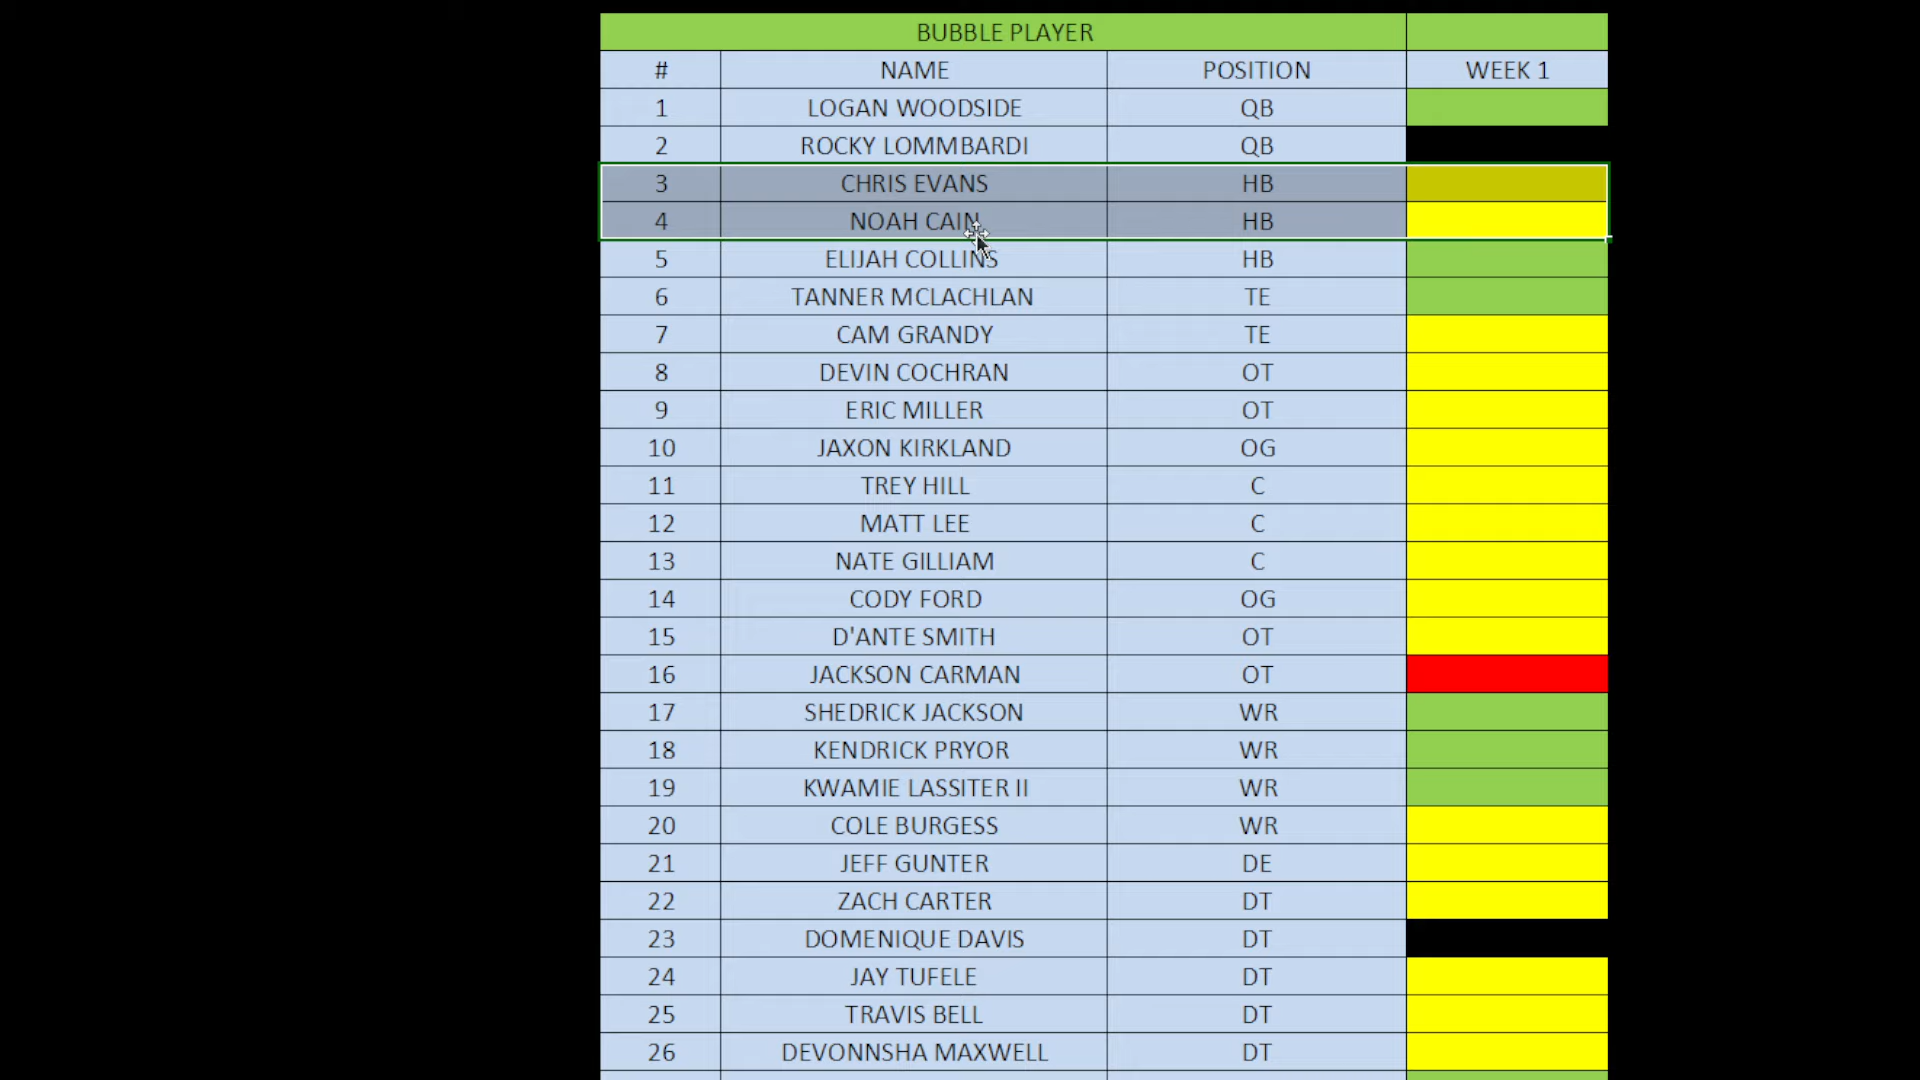 BUBBLE PLAYER
# NAME POSITION WEEK 1
1 LOGAN WOODSIDE QB
2 ROCKY LOMMBARDI QB
3 CHRIS EVANS HB
4 NOAH CAIN HB
5 ELIJAH COLLINS HB
6 TANNER MCLACHLAN TE
7 CAM GRANDY TE
8 DEVIN COCHRAN OT
9 ERIC MILLER OT
10 JAXON KIRKLAND OG
11 TREY HILL C
12 MATT LEE C
13 NATE GILLIAM C
14 CODY FORD OG
15 D'ANTE SMITH OT
16 JACKSON CARMAN OT
17 SHEDRICK JACKSON WR
18 KENDRICK PRYOR WR
19 KWAMIE LASSITER II WR
20 COLE BURGESS WR
21 JEFF GUNTER DE
22 ZACH CARTER DT
23 DOMENIQUE DAVIS DT
24 JAY TUFELE DT
25 TRAVIS BELL DT
26 DEVONNSHA MAXWELL DT